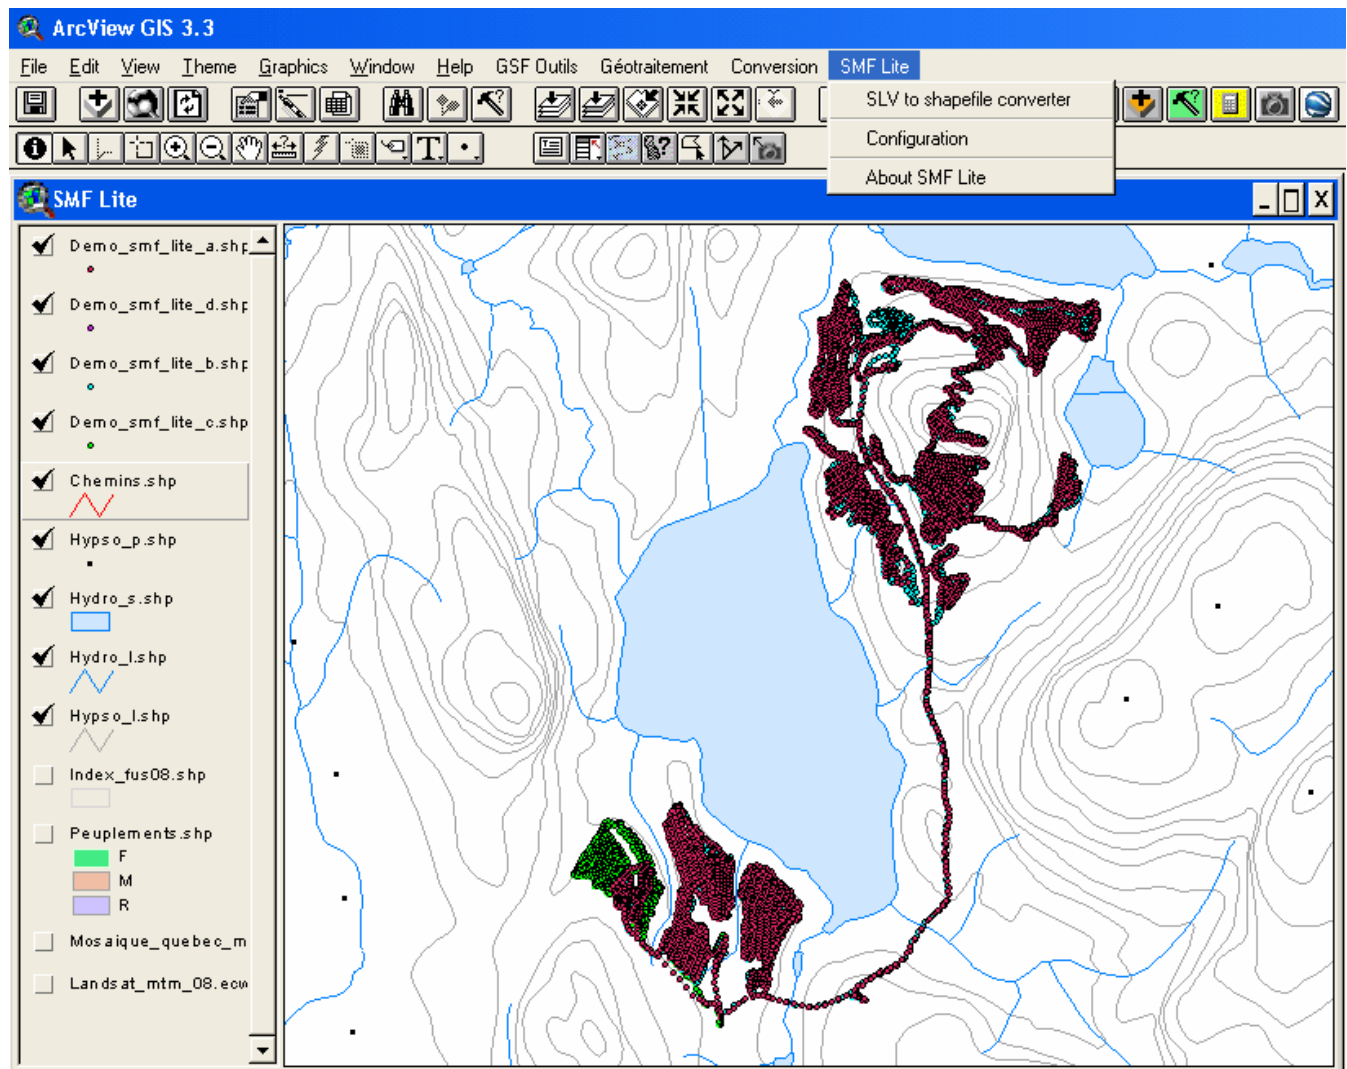 ArcView GIS 3.3
File Edit View Theme Graphics Window Help GSF Outils Géotraitement Conversion SMF Lite
SLV to shapefile converter
Configuration
About SMF Lite
SMF Lite
Demo_smf_lite_a.shp
Demo_smf_lite_d.shp
Demo_smf_lite_b.shp
Demo_smf_lite_c.shp
Chemins.shp
Hypso_p.shp
Hydro_s.shp
Hydro_l.shp
Hypso_l.shp
Index_fus08.shp
Peuplements.shp
F
M
R
Mosaique_quebec_m
Landsat_mtm_08.ecw